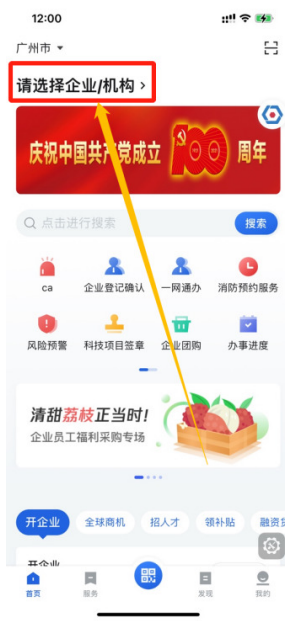 12:00
广州市
请选择企业/机构 >
庆祝中国共产党成立 100 周年
点击进行搜索 搜索
ca 企业登记确认 一网通办 消防预约服务
风险预警 科技项目签章 企业团购 办事进度
清甜荔枝正当时!
企业员工福利采购专场
开企业 全球商机 招人才 领补贴 融资贷
开企业
首页 服务 发现 我的